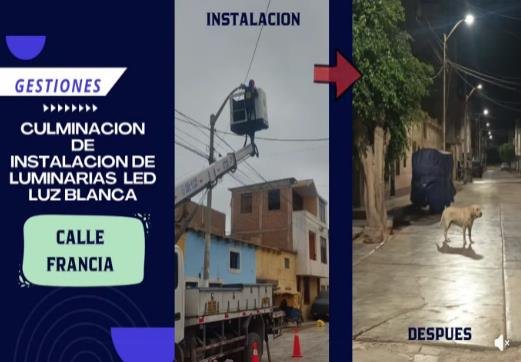 GESTIONES
CULMINACION
DE
INSTALACION DE
LUMINARIAS LED
LUZ BLANCA
CALLE
FRANCIA
INSTALACION
DESPUES